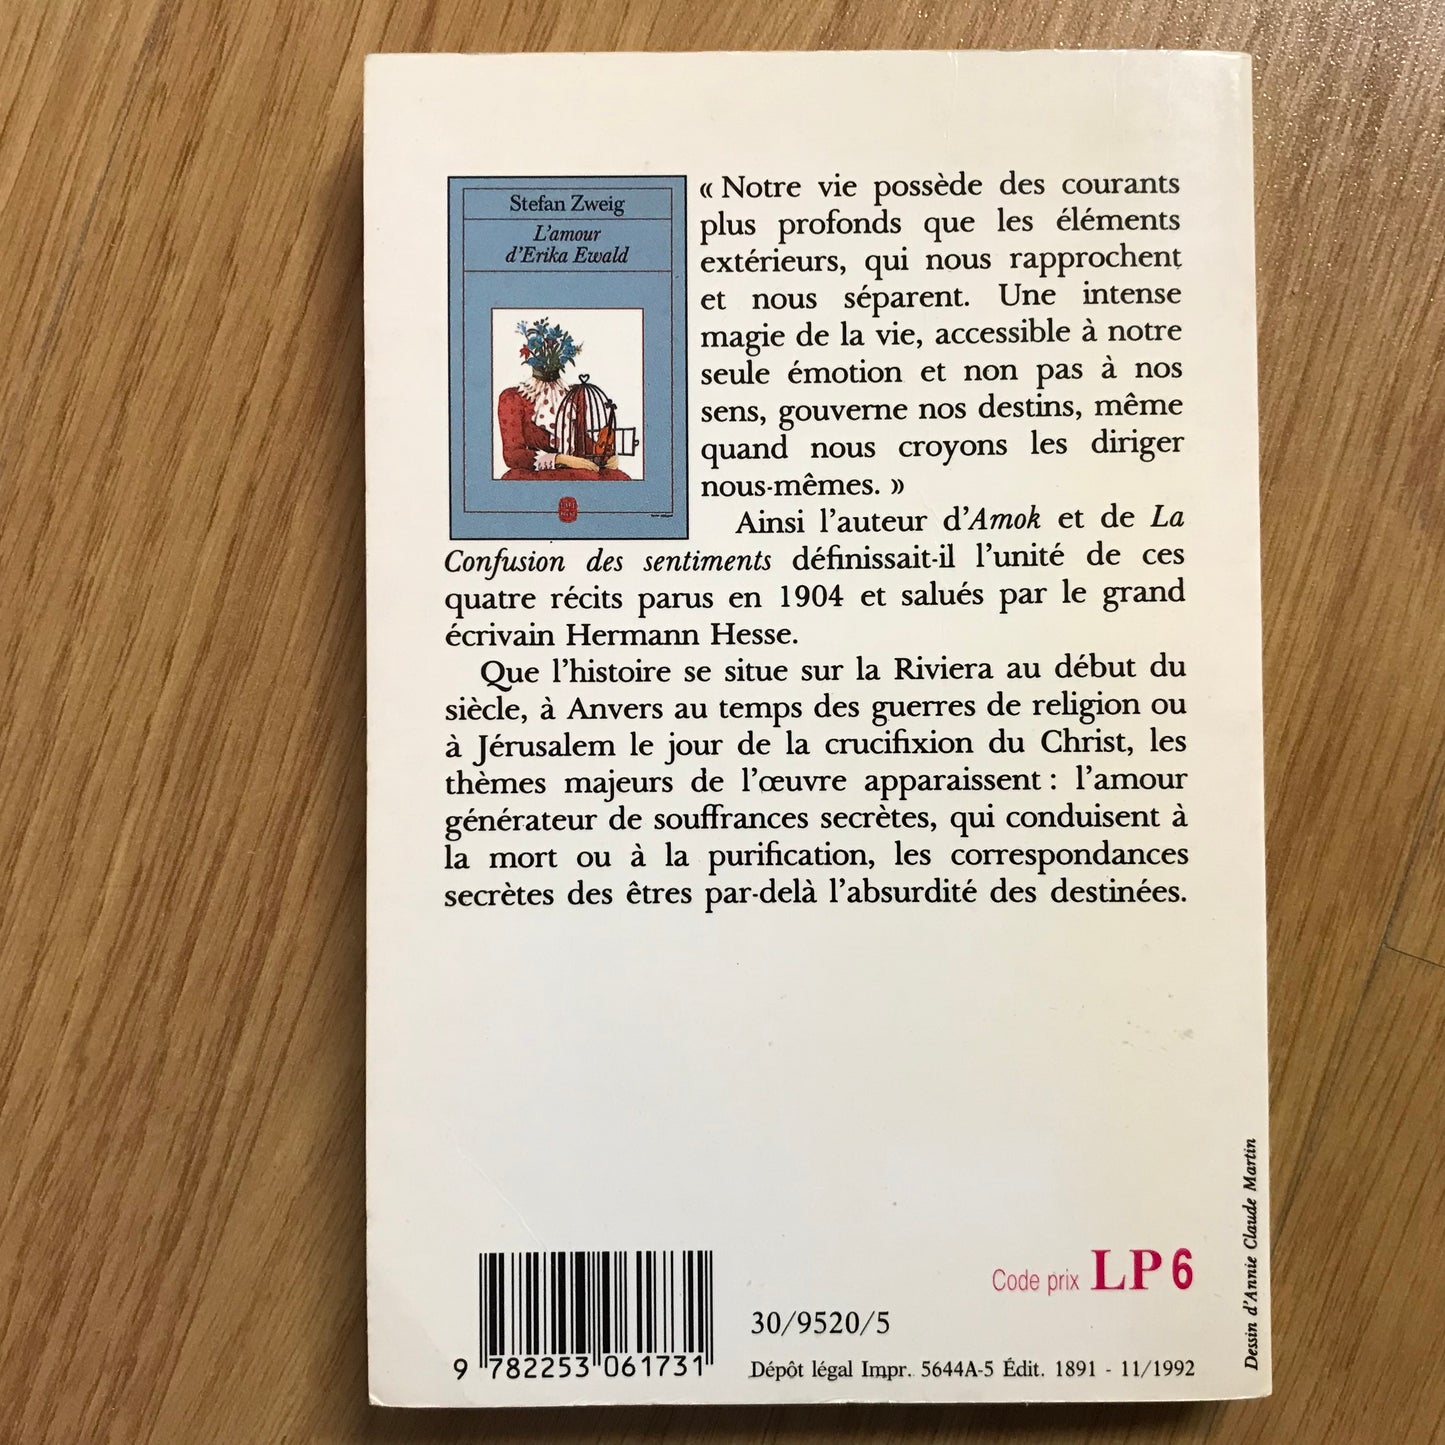 Stefan Zweig
L'amour
d'Erika Ewald
« Notre vie possède des courants
plus profonds que les éléments
extérieurs, qui nous rapprochent
et nous séparent. Une intense
magie de la vie, accessible à notre
seule émotion et non pas à nos
sens, gouverne nos destins, même
quand nous croyons les diriger
nous-mêmes. »
Ainsi l'auteur d'Amok et de La
Confusion des sentiments définissait-il l'unité de ces
quatre récits parus en 1904 et salués par le grand
écrivain Hermann Hesse.
Que l'histoire se situe sur la Riviera au début du
siècle, à Anvers au temps des guerres de religion ou
à Jérusalem le jour de la crucifixion du Christ, les
thèmes majeurs de l'œuvre apparaissent : l'amour
générateur de souffrances secrètes, qui conduisent à
la mort ou à la purification, les correspondances
secrètes des êtres par-delà l'absurdité des destinées.
Dessin d'Annie Claude Martin
Code prix LP 6
30/9520/5
9 782253 061731
Dépôt légal Impr. 5644A-5 Édit. 1891 - 11/1992